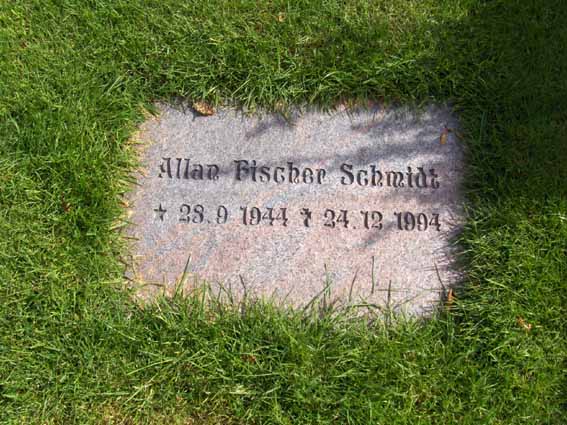 Allan Fischer Schmidt
* 28.9 1944 † 24.12 1994